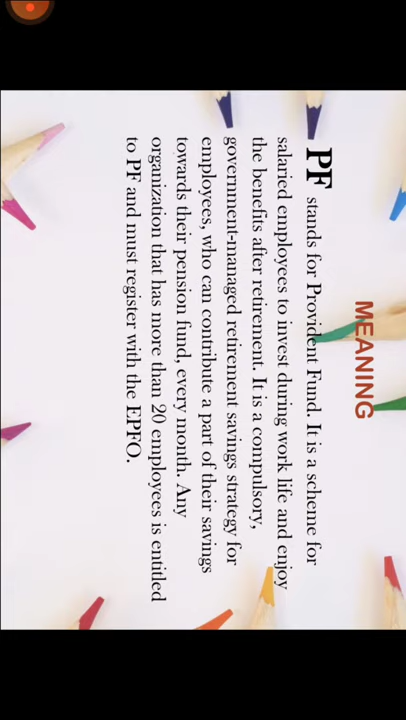 MEANING
PF stands for Provident Fund. It is a scheme for
salaried employees to invest during work life and enjoy
the benefits after retirement. It is a compulsory,
government-managed retirement savings strategy for
employees, who can contribute a part of their savings
towards their pension fund, every month. Any
organization that has more than 20 employees is entitled
to PF and must register with the EPFO.